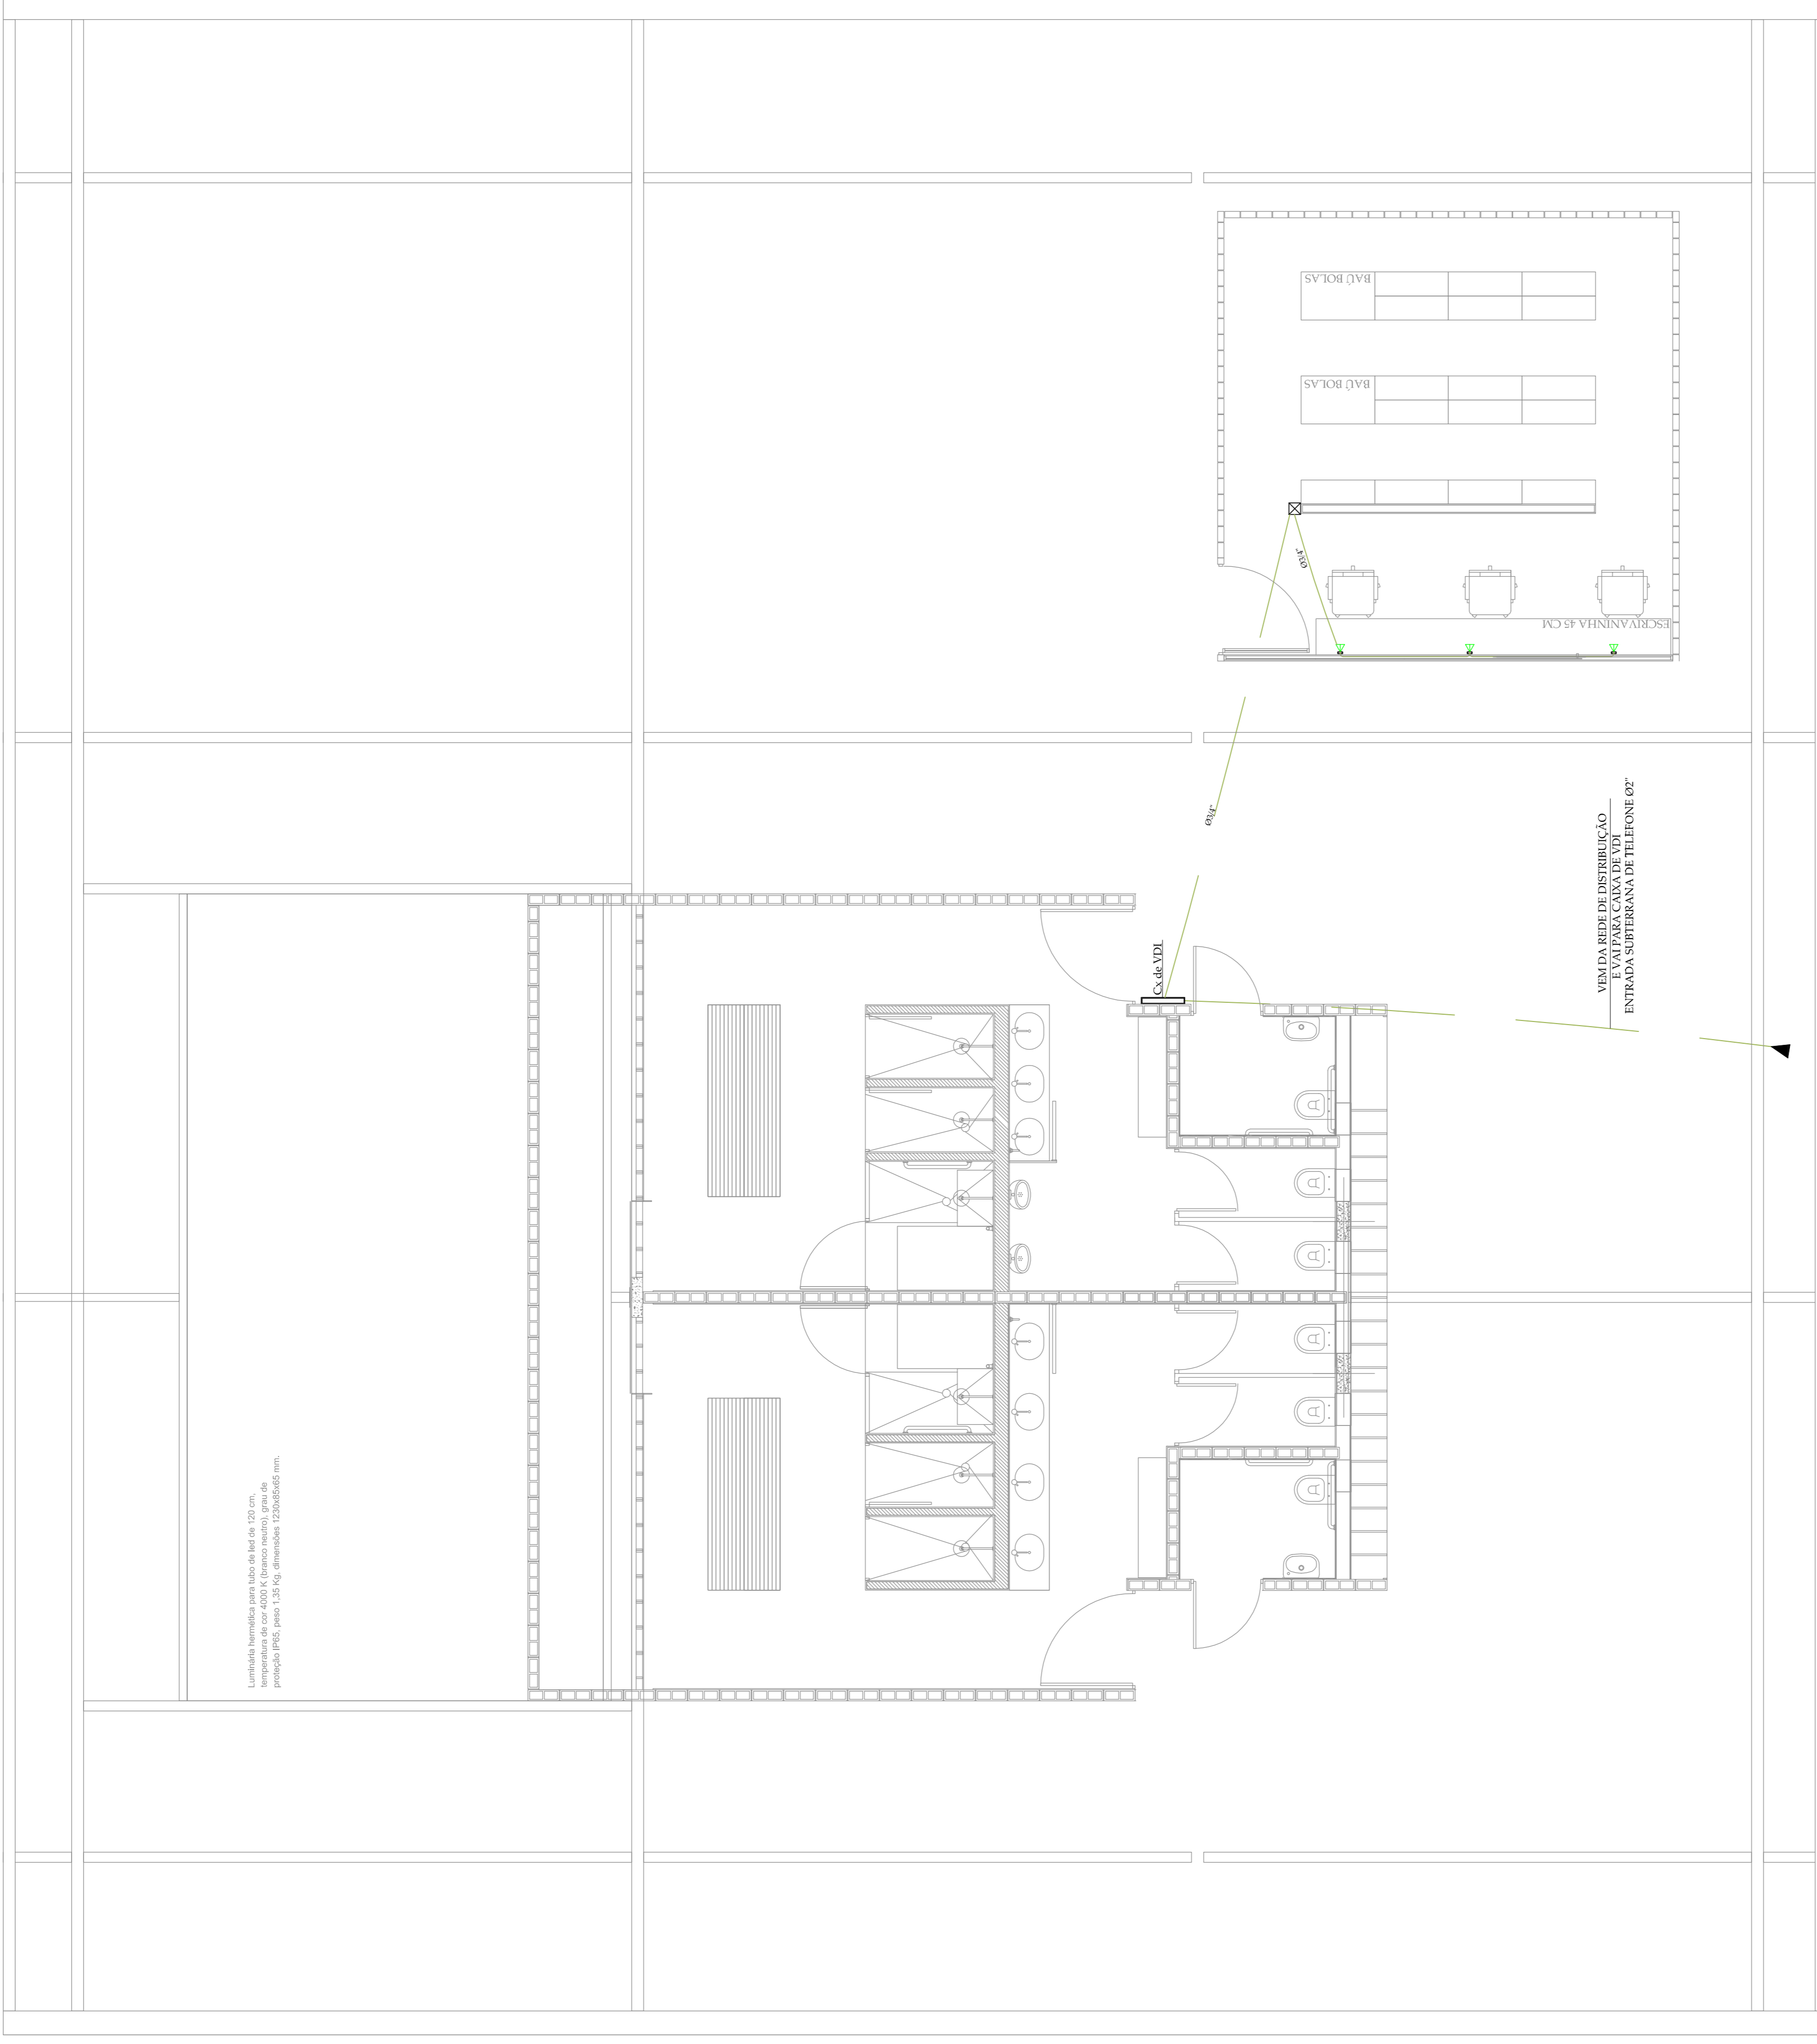 Luminária hermética para tubo de led de 120 cm,
temperatura de cor 4000 K (branco neutro), grau de
proteção IP65, peso 1,35 Kg, dimensões 1230x85x65 mm.
BAÚ BOLAS
BAÚ BOLAS
Ø3/4"
ESCRIVANINHA 45 CM
Ø3/4"
Cx de VDI
VEM DA REDE DE DISTRIBUIÇÃO
E VAI PARA CAIXA DE VDI
ENTRADA SUBTERRANA DE TELEFONE Ø2"